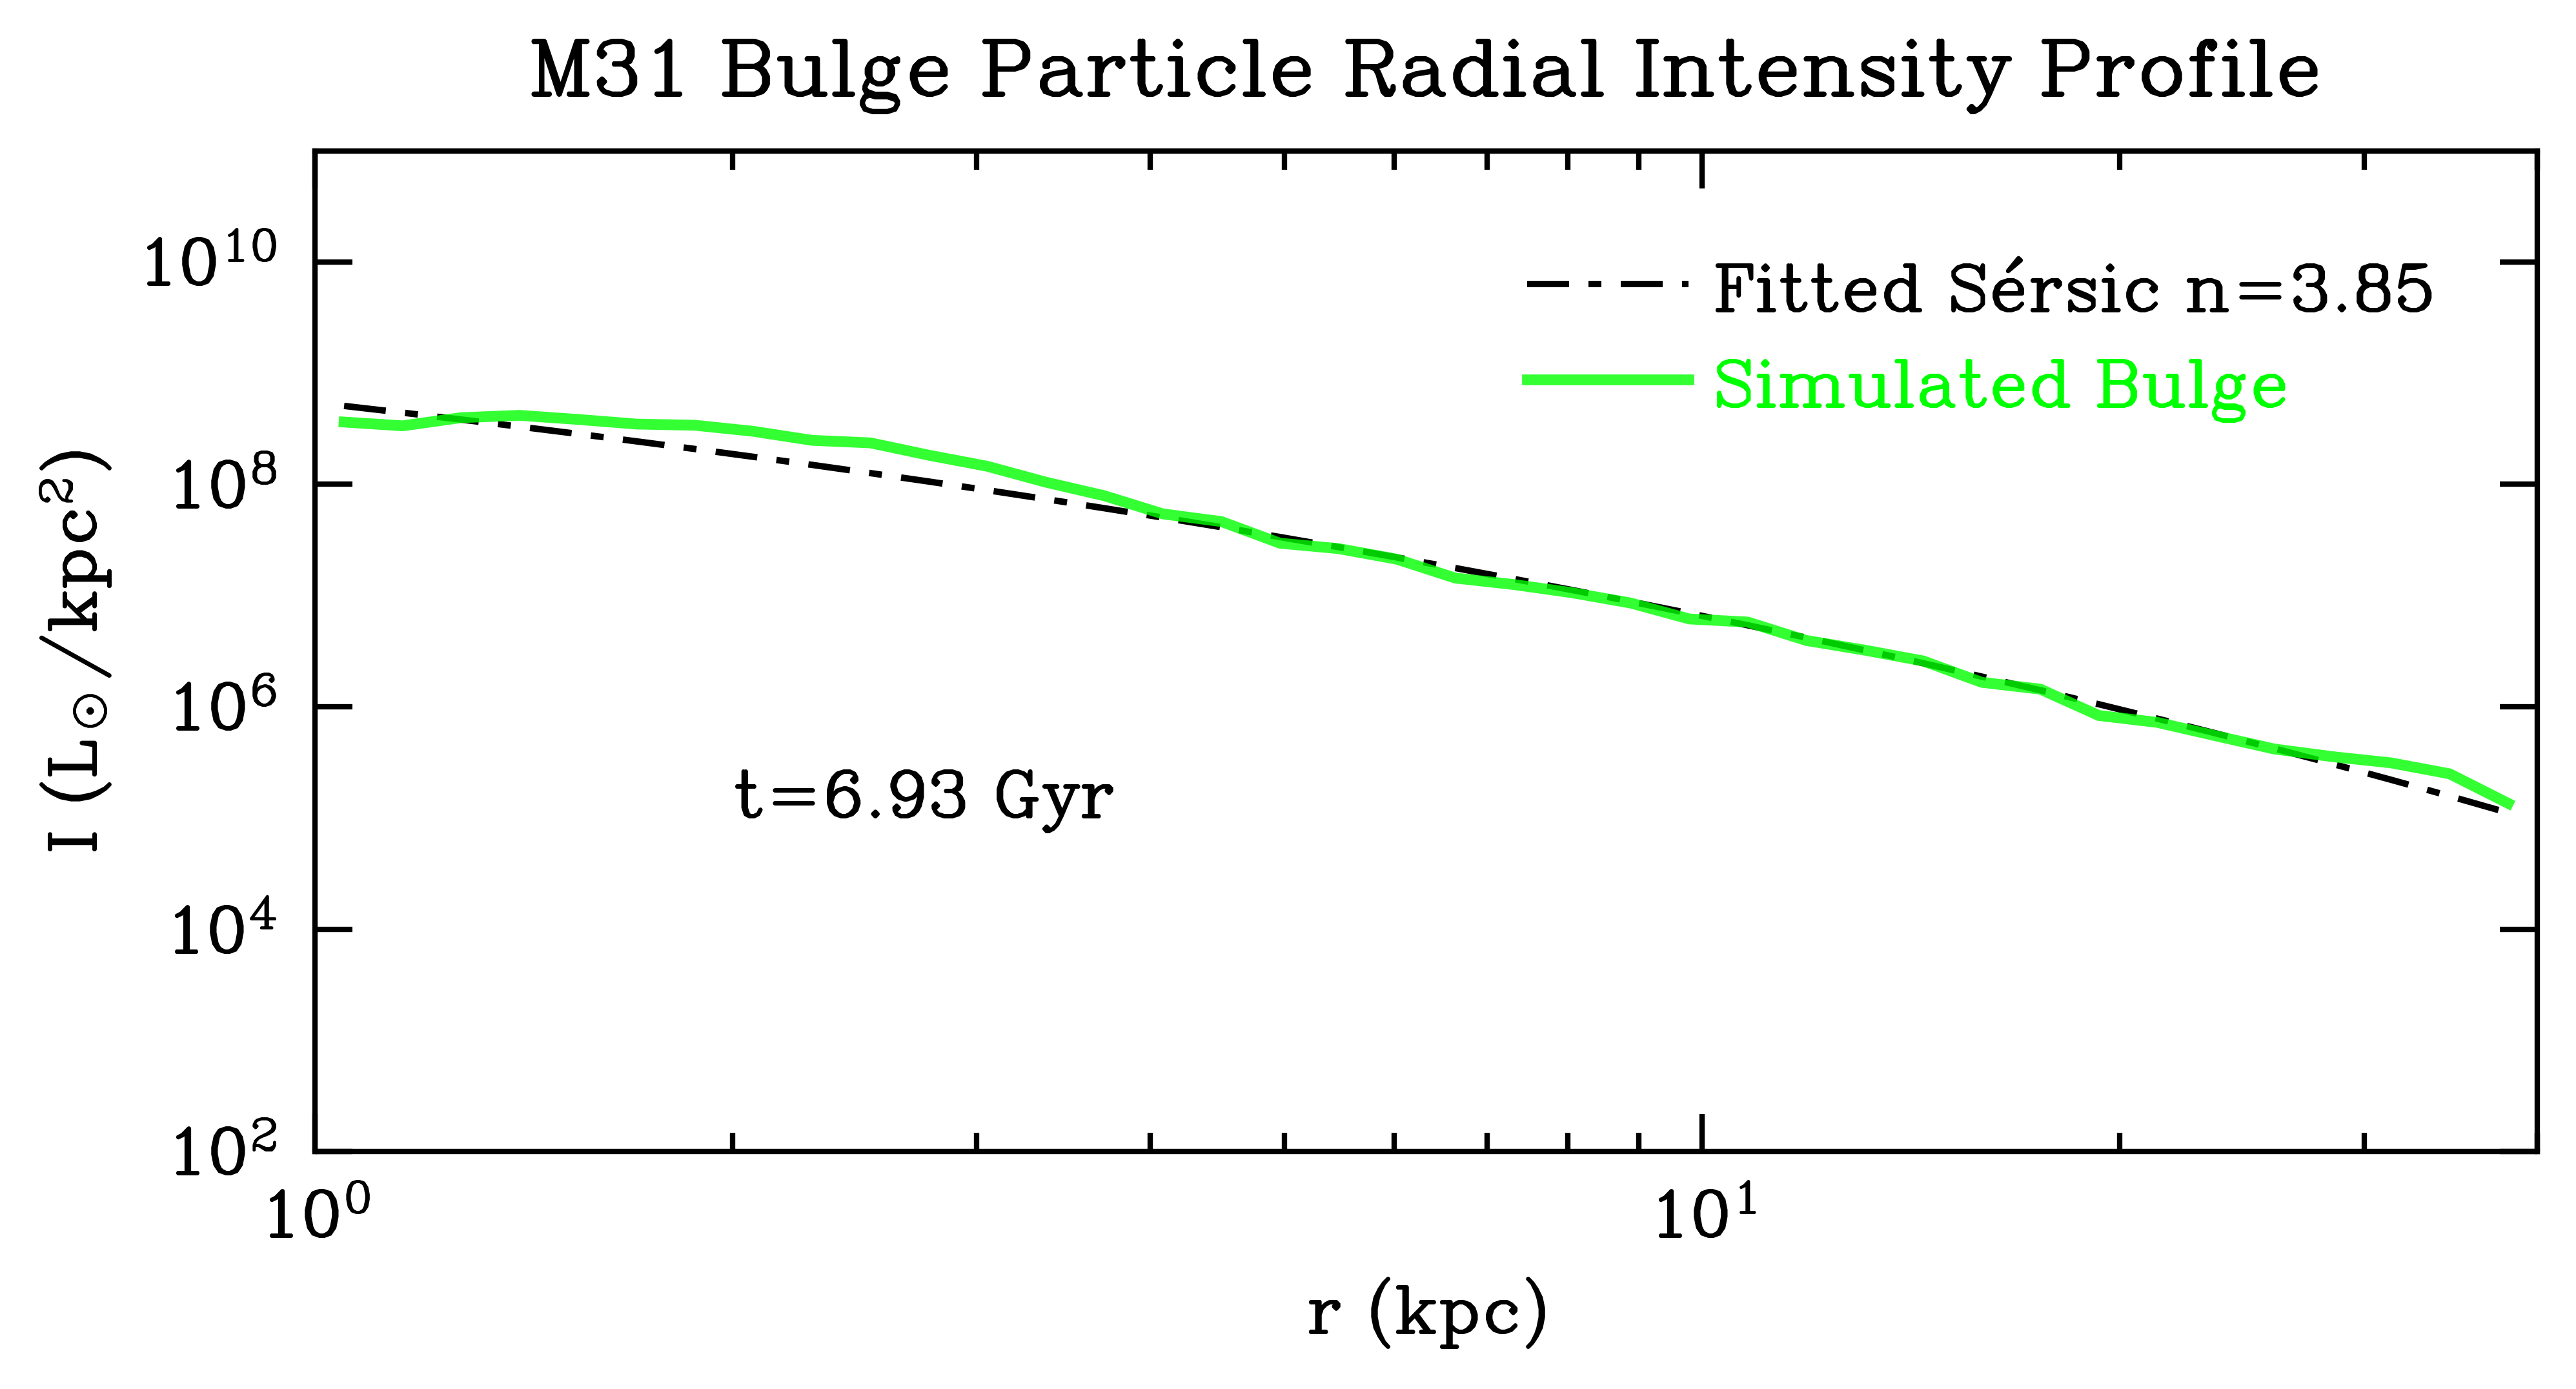 M31 Bulge Particle Radial Intensity Profile
10¹⁰
10⁸
10⁶
10⁴
10²
I (L⊙/kpc²)
Fitted Sérsic n=3.85
Simulated Bulge
t=6.93 Gyr
10⁰ 10¹
r (kpc)